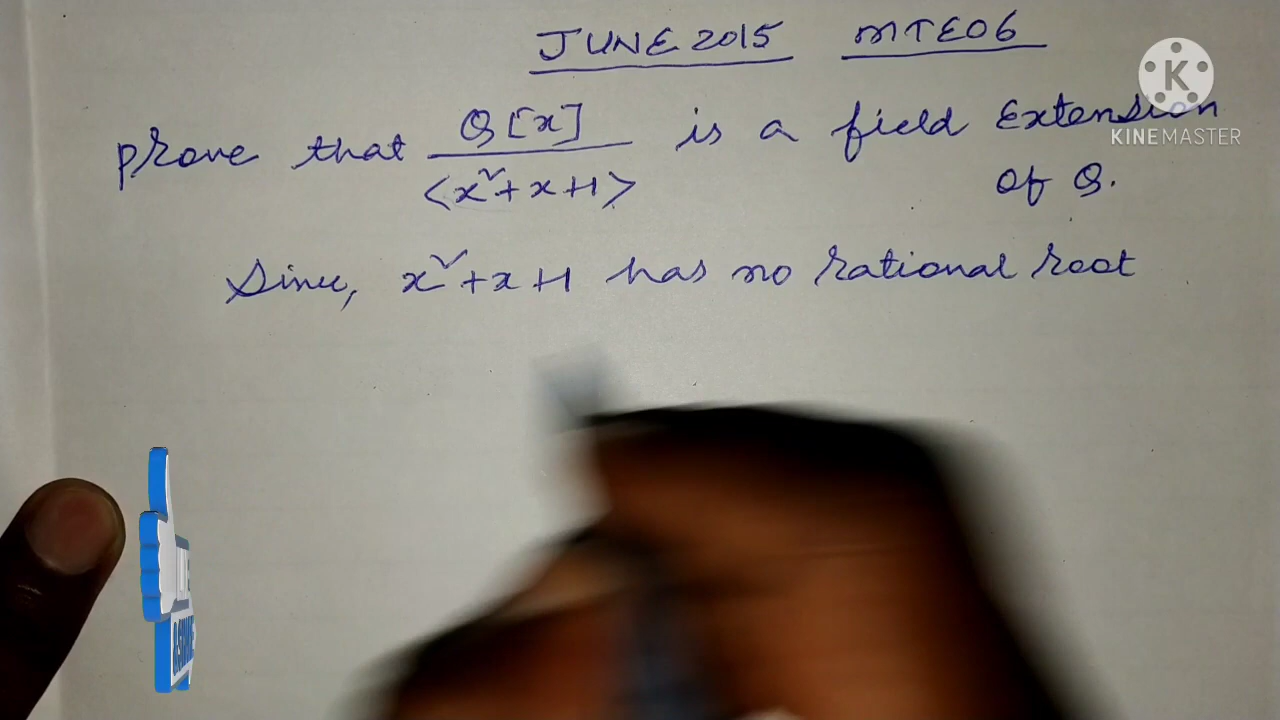 JUNE 2015 MTE06
K
KINEMASTER
prove that Q[x] / <x²+x+1> is a field Extension
of Q.
Since, x²+x+1 has no rational root